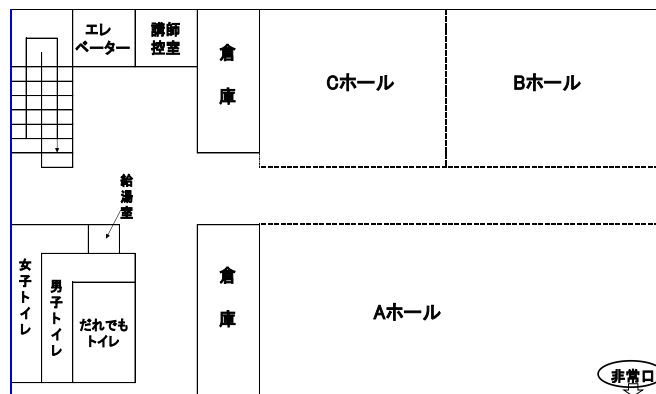 エレ
ベーター
講師
控室
倉
庫
Cホール
Bホール
給
湯
室
女
子
ト
イ
レ
男
子
ト
イ
レ
だれでも
トイレ
倉
庫
Aホール
非常口